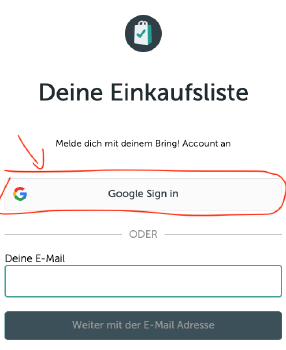 Deine Einkaufsliste
Melde dich mit deinem Bring! Account an
Google Sign in
ODER
Deine E-Mail
Weiter mit der E-Mail Adresse